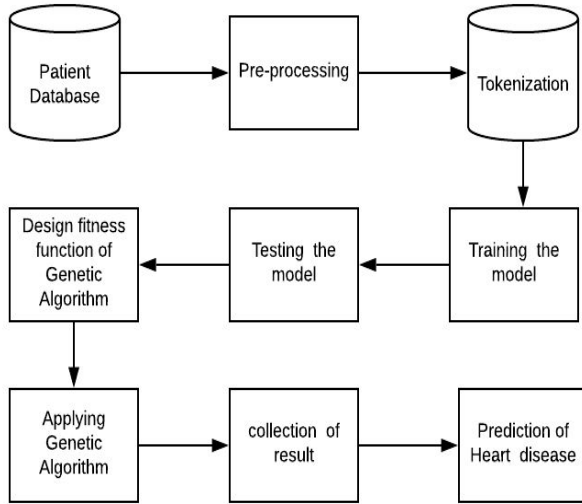 Patient
Database
Pre-processing
Tokenization
Design fitness
function of
Genetic
Algorithm
Testing the
model
Training the
model
Applying
Genetic
Algorithm
collection of
result
Prediction of
Heart disease